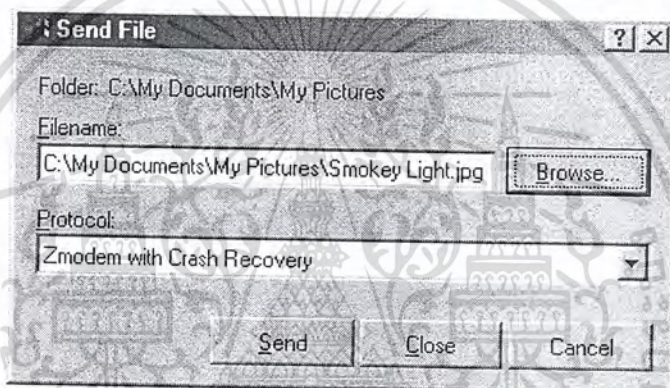 Send File
Folder: C:\My Documents\My Pictures
Filename:
C:\My Documents\My Pictures\Smokey Light.jpg
Browse...
Protocol:
Zmodem with Crash Recovery
Send
Close
Cancel